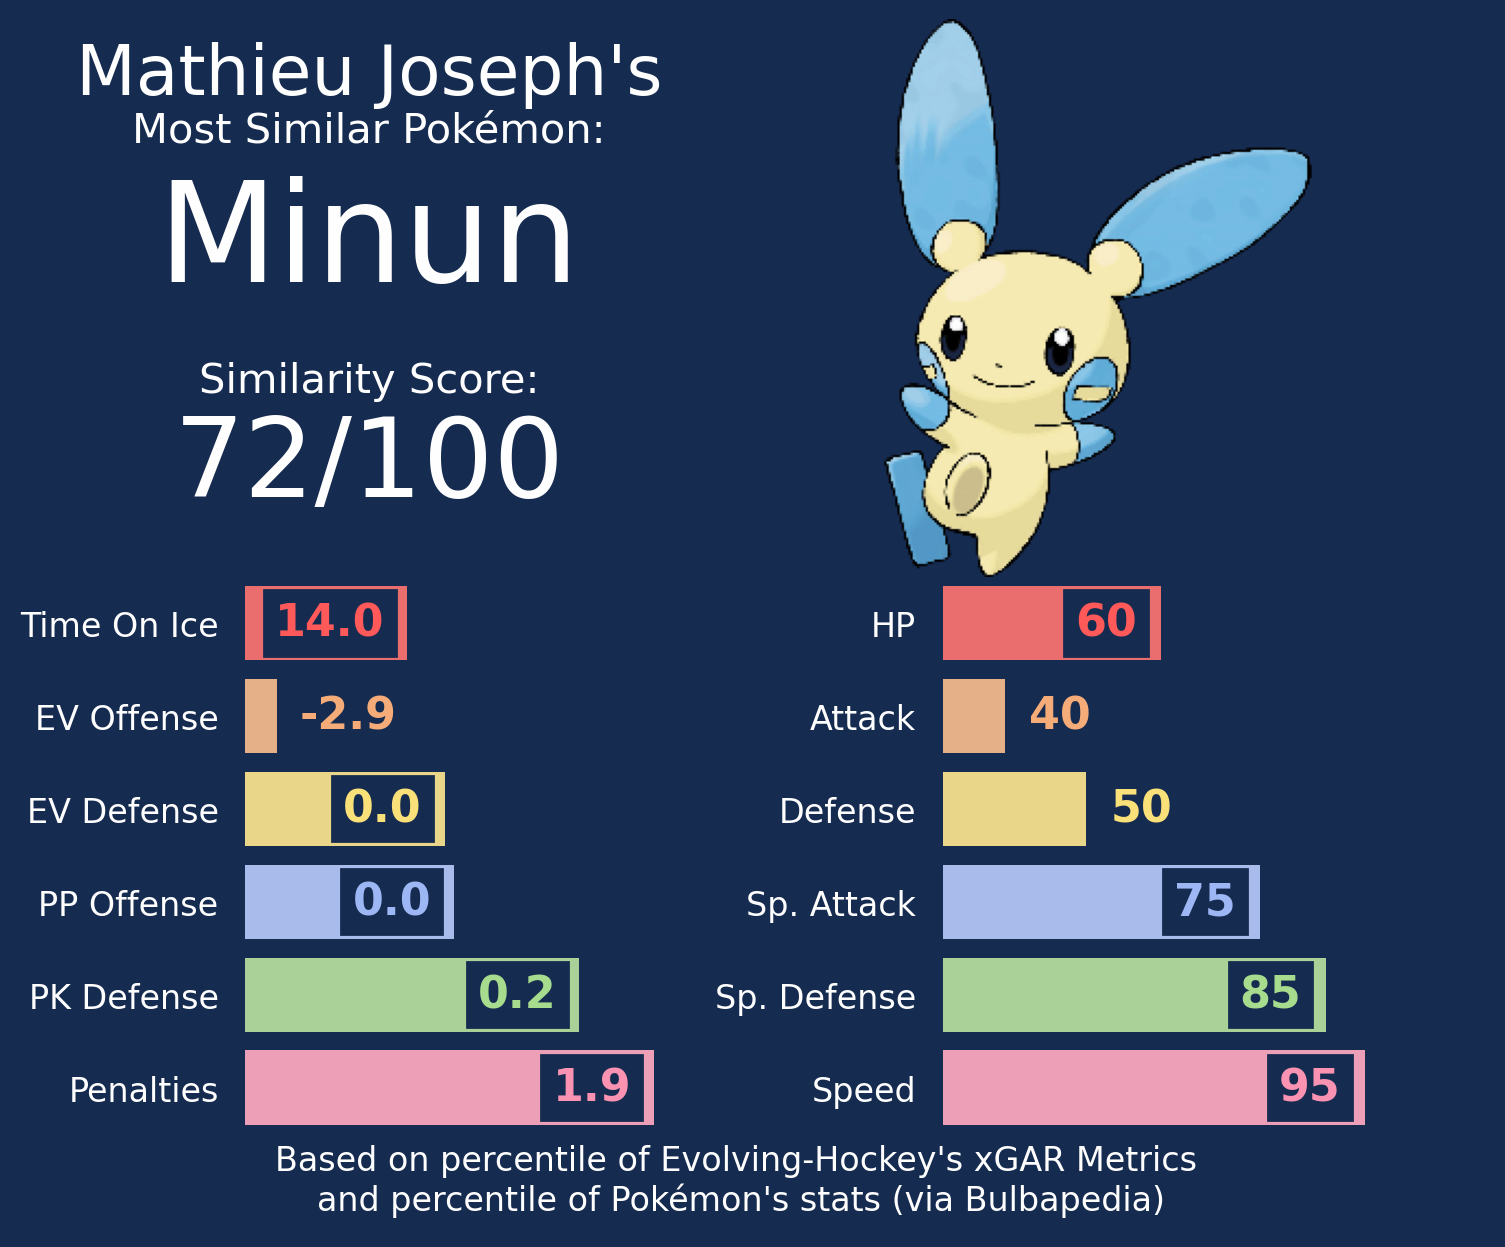 Mathieu Joseph's
Most Similar Pokémon:
Minun
Similarity Score:
72/100
Time On Ice 14.0
EV Offense -2.9
EV Defense 0.0
PP Offense 0.0
PK Defense 0.2
Penalties 1.9
HP 60
Attack 40
Defense 50
Sp. Attack 75
Sp. Defense 85
Speed 95
Based on percentile of Evolving-Hockey's xGAR Metrics
and percentile of Pokémon's stats (via Bulbapedia)